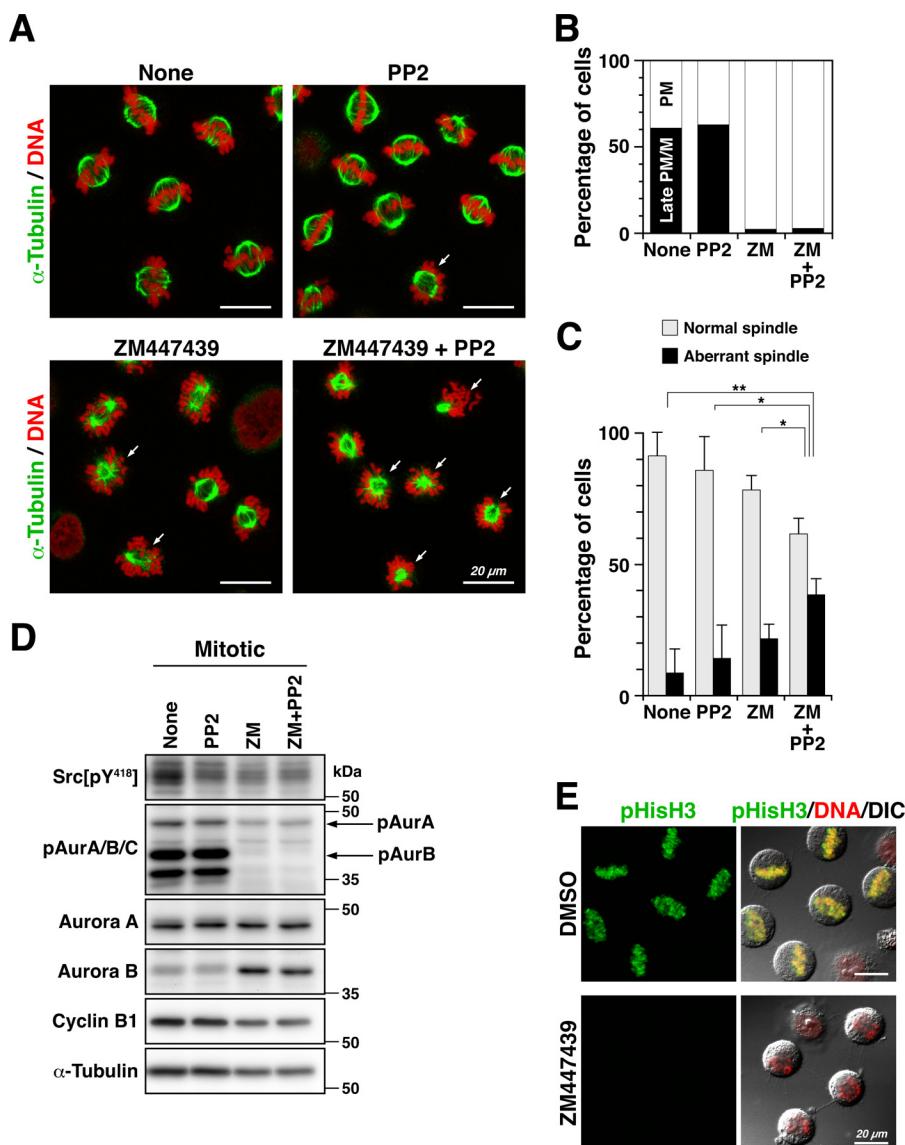 A
None
PP2
α-Tubulin / DNA
ZM447439
ZM447439 + PP2
α-Tubulin / DNA
20 µm
B
Percentage of cells
100
50
0
PM
Late PM/M
None
PP2
ZM
ZM
+
PP2
Normal spindle
Aberrant spindle
C
**
*
*
Percentage of cells
100
50
0
None
PP2
ZM
ZM
+
PP2
D
Mitotic
None
PP2
ZM
ZM+PP2
kDa
Src[pY418]
50
50
pAurA
pAurA/B/C
pAurB
35
Aurora A
50
Aurora B
35
Cyclin B1
50
α-Tubulin
50
E
pHisH3
pHisH3/DNA/DIC
DMSO
ZM447439
20 µm